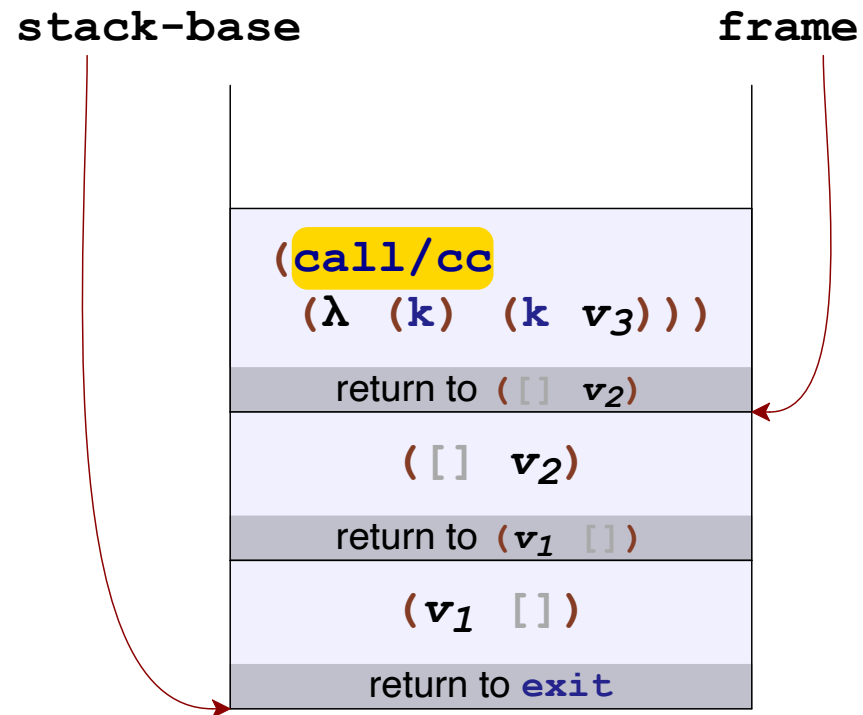 stack-base frame
(call/cc
(λ (k) (k v3)))
return to ([] v2)
([] v2)
return to (v1 [])
(v1 [])
return to exit